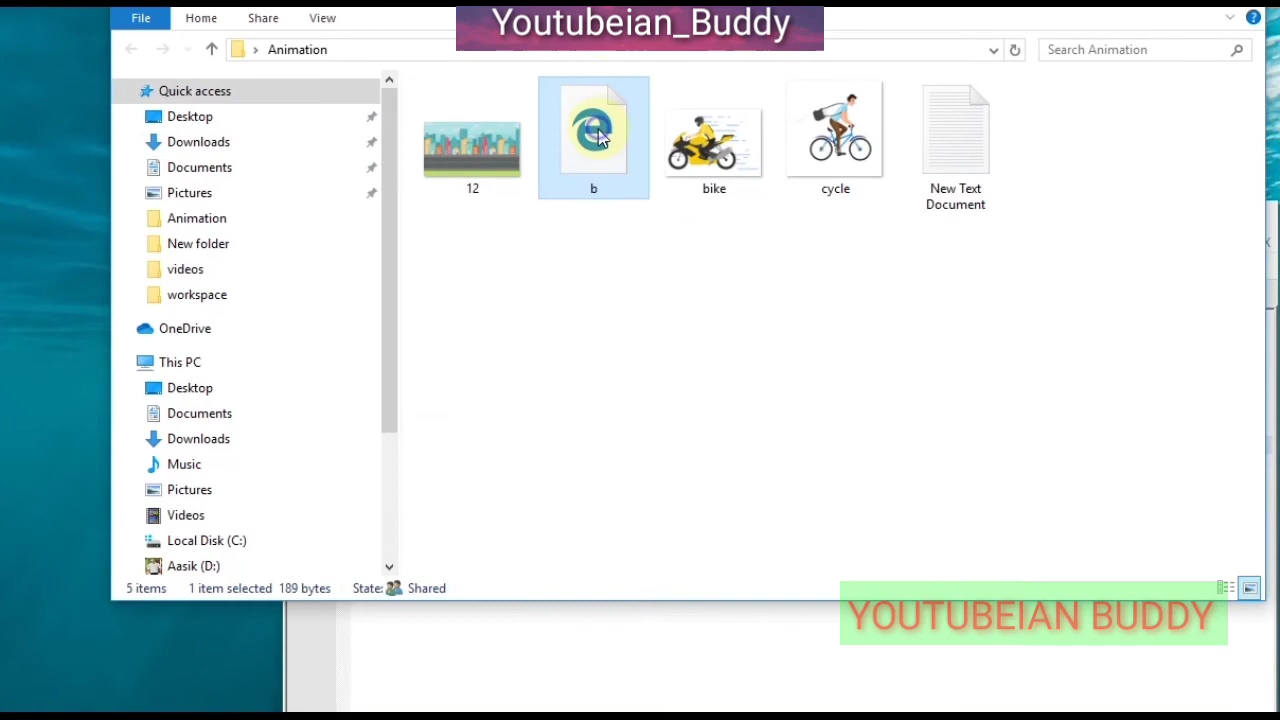 Youtubeian_Buddy
File Home Share View
Animation
Search Animation
Quick access
Desktop
Downloads
Documents
Pictures
Animation
New folder
videos
workspace
OneDrive
This PC
Desktop
Documents
Downloads
Music
Pictures
Videos
Local Disk (C:)
Aasik (D:)
12
b
bike
cycle
New Text
Document
5 items 1 item selected 189 bytes State: Shared
YOUTUBEIAN BUDDY